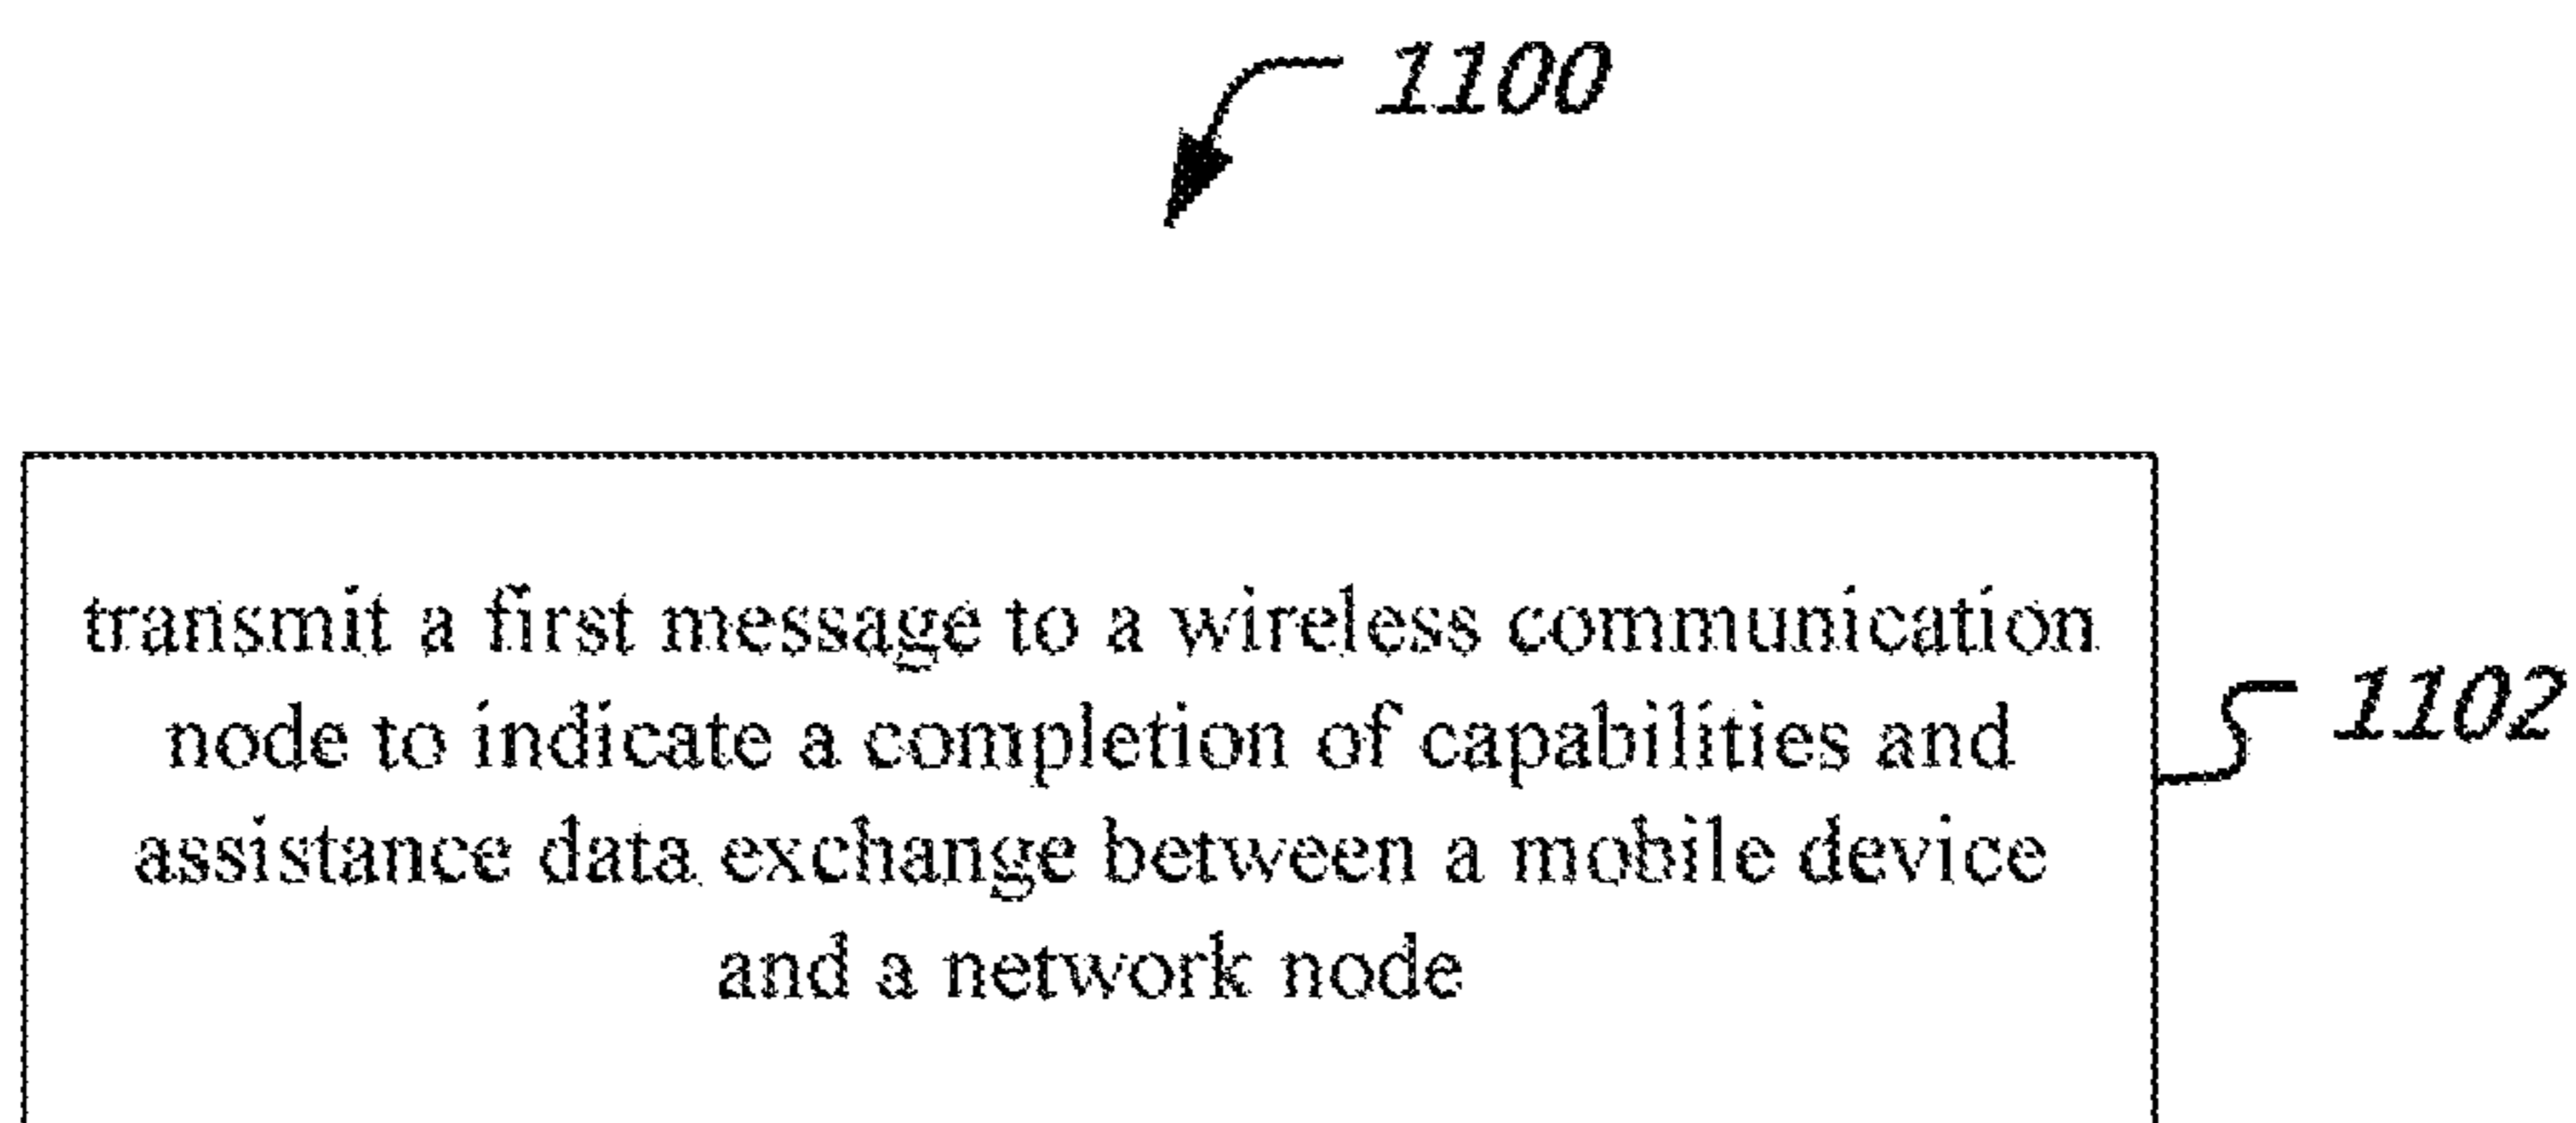 1100
transmit a first message to a wireless communication
node to indicate a completion of capabilities and
assistance data exchange between a mobile device
and a network node
1102